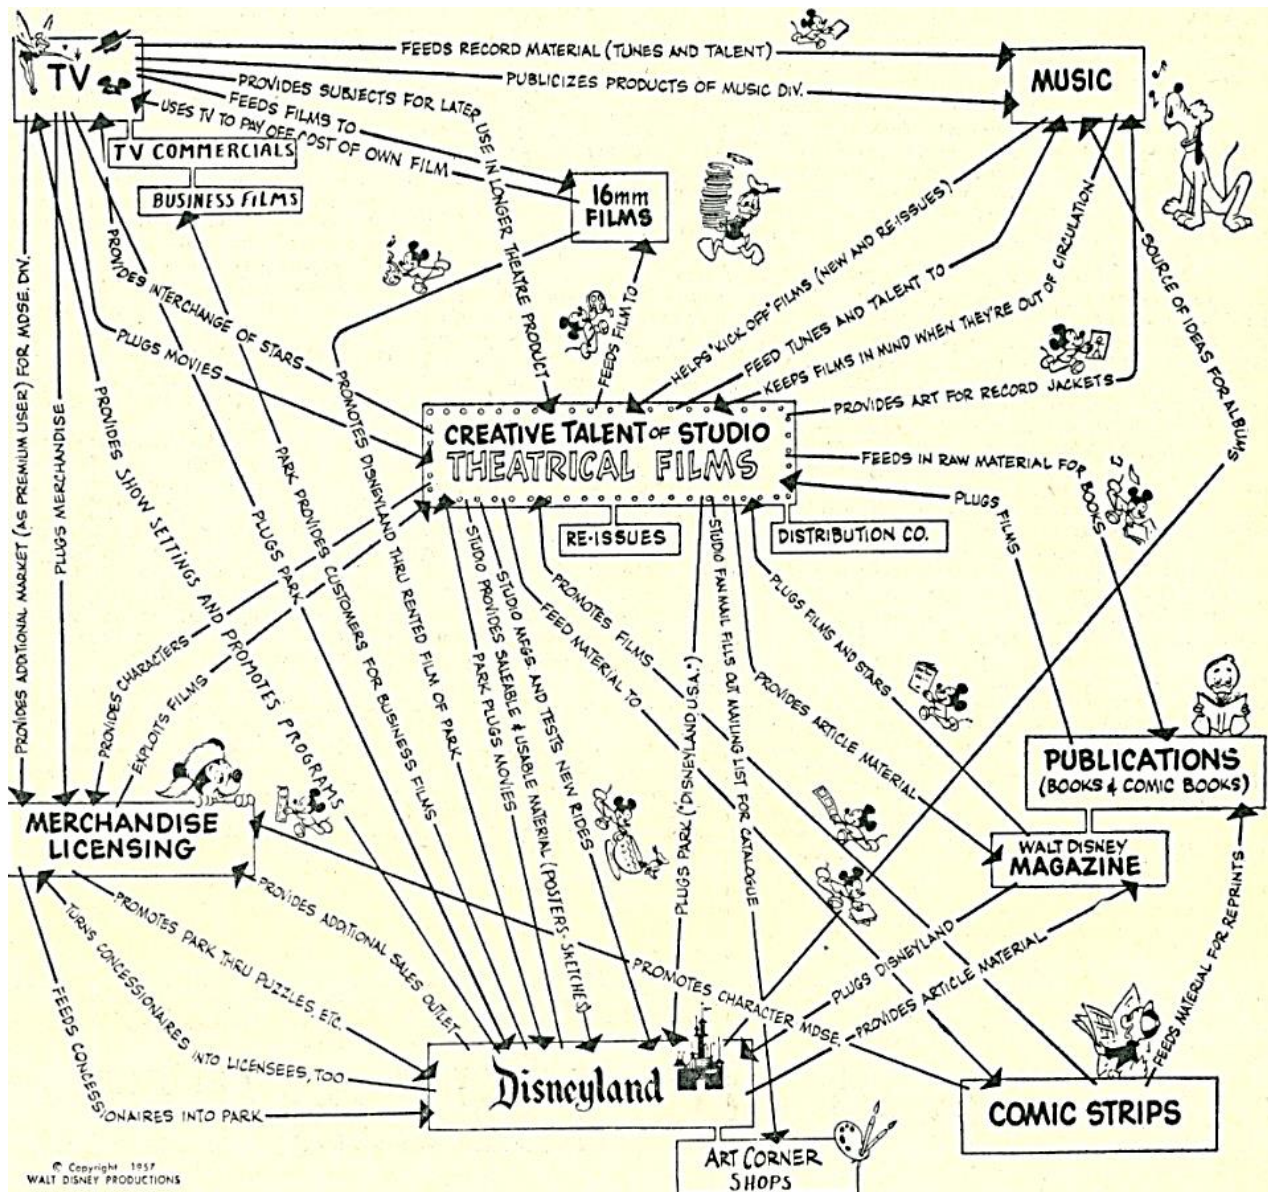 FEEDS RECORD MATERIAL (TUNES AND TALENT)
TV
MUSIC
PUBLICIZES PRODUCTS OF MUSIC DIV.
PROVIDES SUBJECTS FOR LATER USE IN LONGER THEATRE PRODUCT
FEEDS FILMS TO
USES TV TO PAY OFF COST OF OWN FILM
TV COMMERCIALS
BUSINESS FILMS
16mm
FILMS
PROVIDES INTERCHANGE OF STARS
PLUGS MOVIES
FEEDS FILM TO
HELPS "KICK OFF" FILMS (NEW AND RE-ISSUES)
FEED TUNES AND TALENT TO
KEEPS FILMS IN MIND WHEN THEY'RE OUT OF CIRCULATION
PROVIDES ART FOR RECORD JACKETS
SOURCE OF IDEAS FOR ALBUMS
PROVIDES ADDITIONAL MARKET (AS PREMIUM USER) FOR MDSE. DIV.
PLUGS MERCHANDISE
PROVIDES SHOW SETTINGS AND PROMOTES PROGRAMS
PLUGS PARK
PARK PROVIDES CUSTOMERS FOR BUSINESS FILMS
PROMOTES DISNEYLAND THRU RENTED FILM OF PARK
CREATIVE TALENT OF STUDIO
THEATRICAL FILMS
RE-ISSUES
DISTRIBUTION CO.
FEEDS IN RAW MATERIAL FOR BOOKS
PLUGS FILMS
PROVIDES CHARACTERS
EXPLOITS FILMS
PARK PLUGS MOVIES
STUDIO PROVIDES SALEABLE & USABLE MATERIAL (POSTERS-SKETCHES)
STUDIO MFGS. AND TESTS NEW RIDES
PROMOTES FILMS
FEED MATERIAL TO
PLUGS PARK ("DISNEYLAND U.S.A.")
STUDIO FAN MAIL FILLS OUT MAILING LIST FOR CATALOGUE
PROVIDES ARTICLE MATERIAL
PLUGS FILMS AND STARS
PUBLICATIONS
(BOOKS & COMIC BOOKS)
WALT DISNEY
MAGAZINE
MERCHANDISE
LICENSING
PROVIDES ADDITIONAL SALES OUTLET
PROMOTES PARK THRU PUZZLES, ETC.
TURNS CONCESSIONAIRES INTO LICENSEES, TOO
FEEDS CONCESSIONAIRES INTO PARK
PROMOTES CHARACTER MDSE.
PLUGS DISNEYLAND
PROVIDES ARTICLE MATERIAL
FEEDS MATERIAL FOR REPRINTS
Disneyland
COMIC STRIPS
ART CORNER
SHOPS
© Copyright 1957
WALT DISNEY PRODUCTIONS